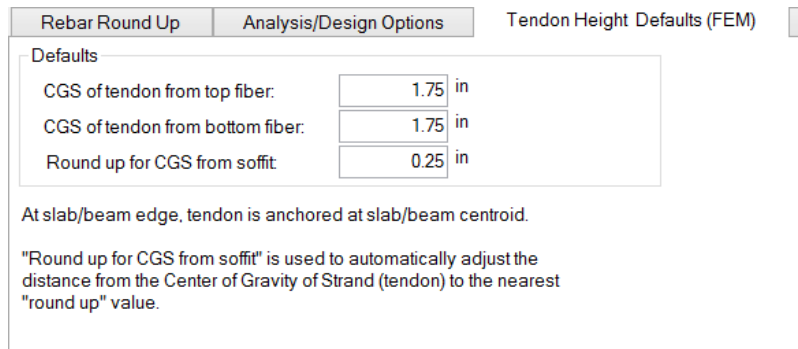 Rebar Round Up Analysis/Design Options Tendon Height Defaults (FEM)
Defaults
CGS of tendon from top fiber: 1.75 in
CGS of tendon from bottom fiber: 1.75 in
Round up for CGS from soffit: 0.25 in
At slab/beam edge, tendon is anchored at slab/beam centroid.
"Round up for CGS from soffit" is used to automatically adjust the
distance from the Center of Gravity of Strand (tendon) to the nearest
"round up" value.